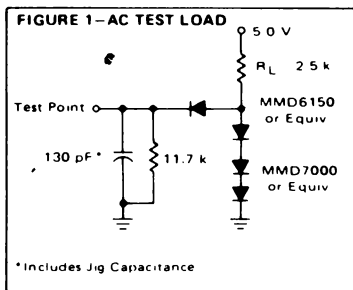 FIGURE 1–AC TEST LOAD
5 0 V
RL 2 5 k
Test Point
MMD6150
or Equiv
130 pF*
11.7 k
MMD7000
or Equiv
*Includes Jig Capacitance